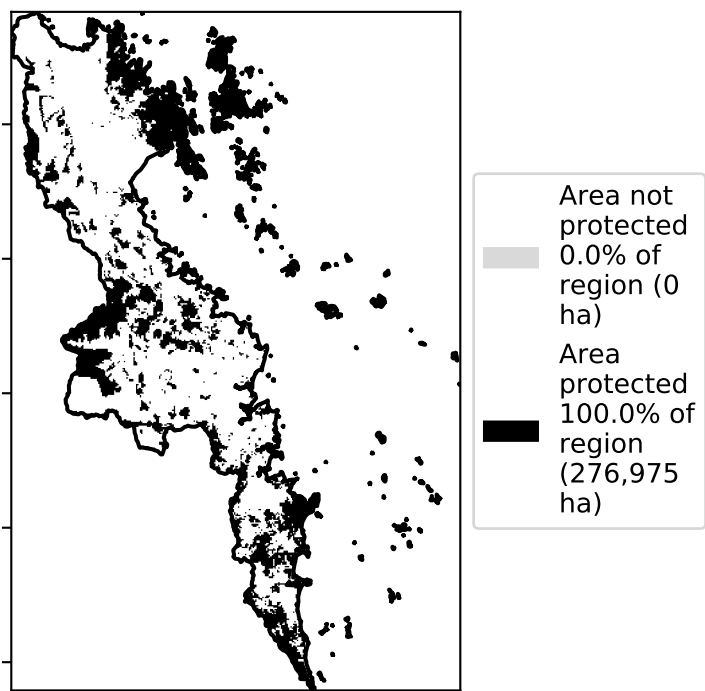 Area not
protected
0.0% of
region (0
ha)
Area
protected
100.0% of
region
(276,975
ha)